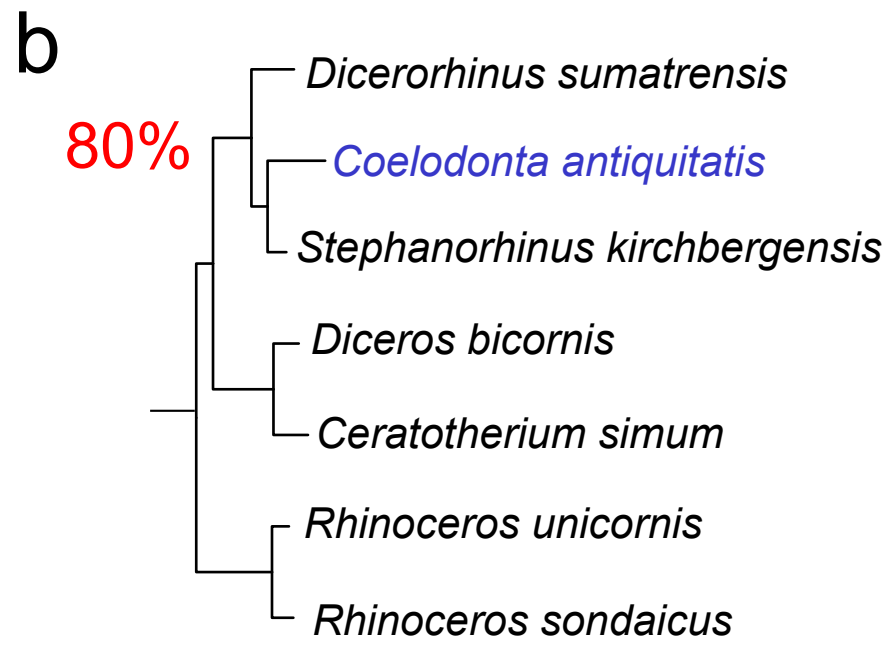 b
Dicerorhinus sumatrensis
80%
Coelodonta antiquitatis
Stephanorhinus kirchbergensis
Diceros bicornis
Ceratotherium simum
Rhinoceros unicornis
Rhinoceros sondaicus